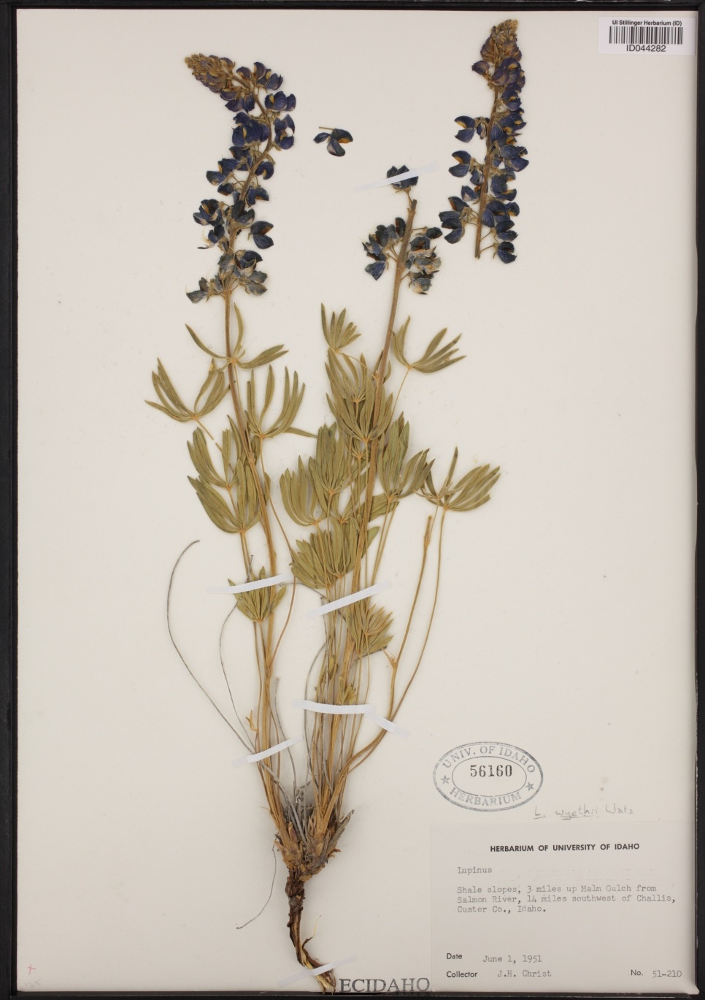 UI Stillinger Herbarium (ID)
ID044282
UNIV. OF IDAHO
56160
HERBARIUM
L. wyethii Wats.
HERBARIUM OF UNIVERSITY OF IDAHO
Lupinus
Shale slopes, 3 miles up Malm Gulch from
Salmon River, 14 miles southwest of Challis,
Custer Co., Idaho.
Date June 1, 1951
Collector J.H. Christ No. 51-210
ECIDAHO